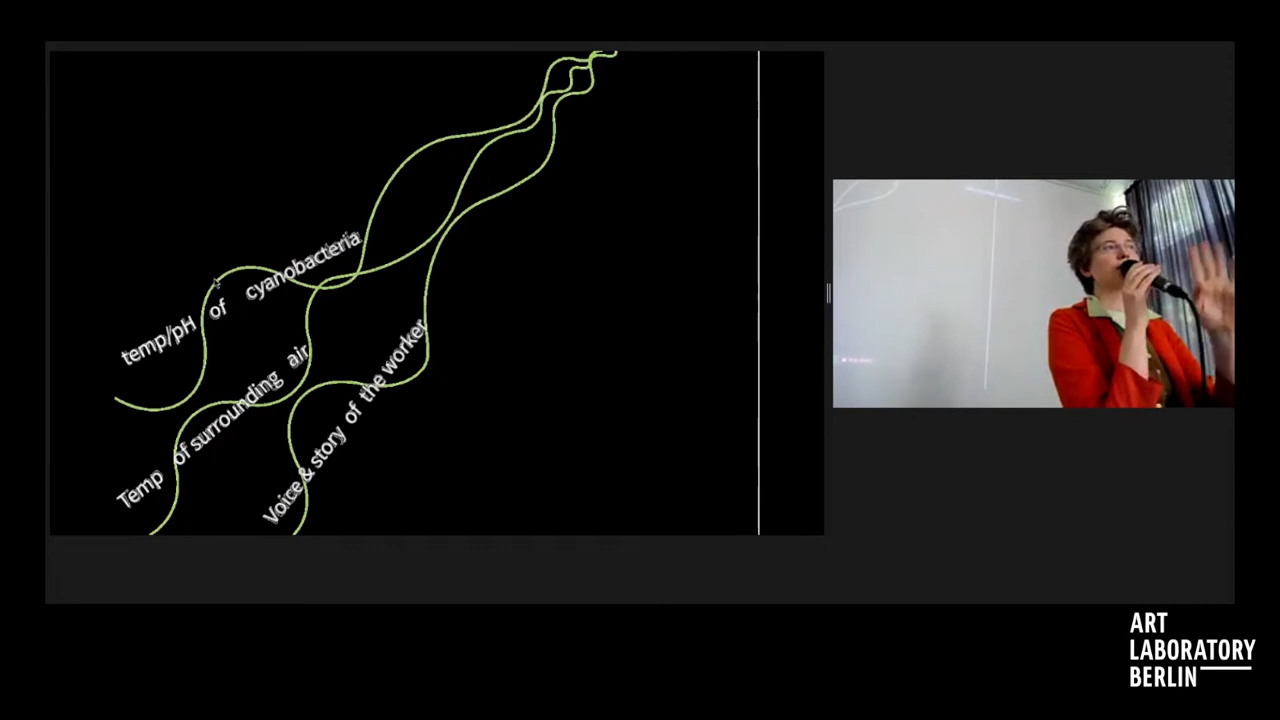 temp/pH of cyanobacteria
Temp of surrounding air
Voice & story of the worker
ART
LABORATORY
BERLIN